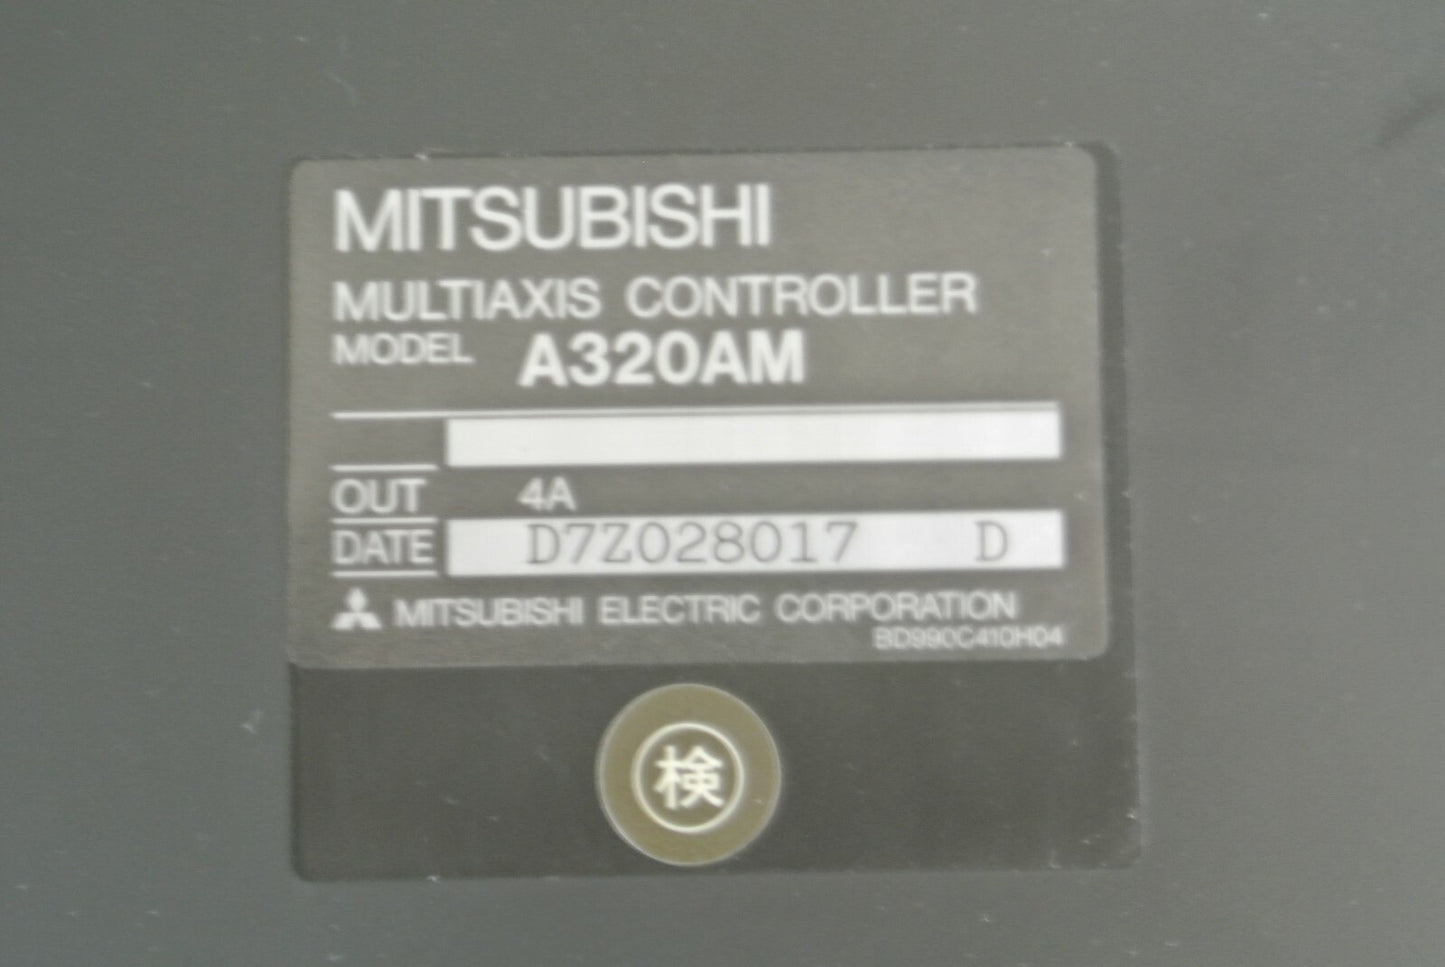 MITSUBISHI
MULTIAXIS CONTROLLER
MODEL A320AM
OUT 4A
DATE D7Z028017 D
MITSUBISHI ELECTRIC CORPORATION
BD990C410H04
検